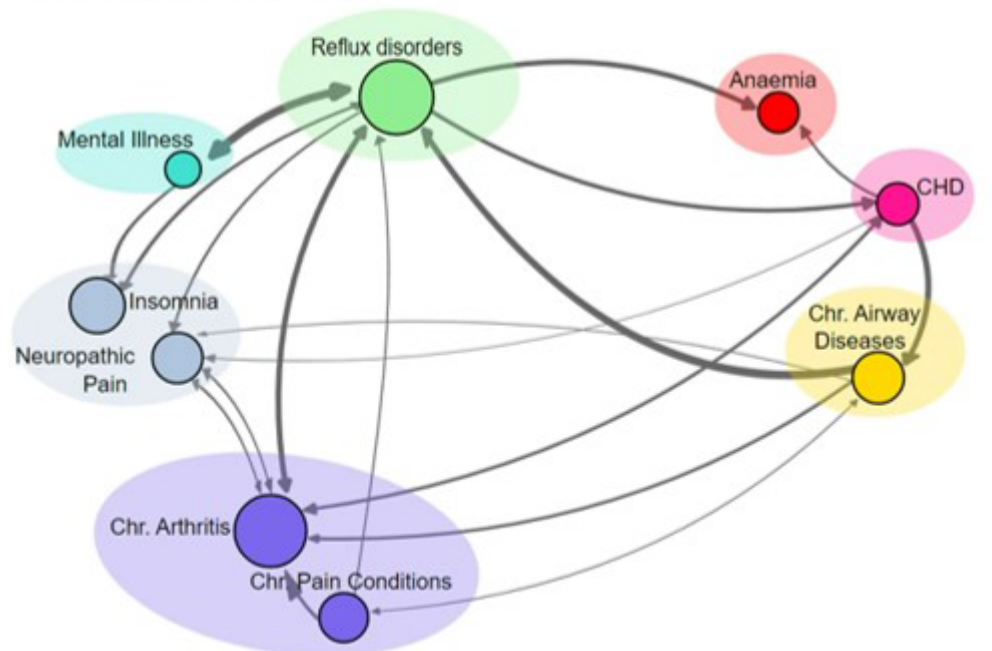 Reflux disorders
Anaemia
Mental Illness
CHD
Insomnia
Chr. Airway
Diseases
Neuropathic
Pain
Chr. Arthritis
Chr. Pain Conditions